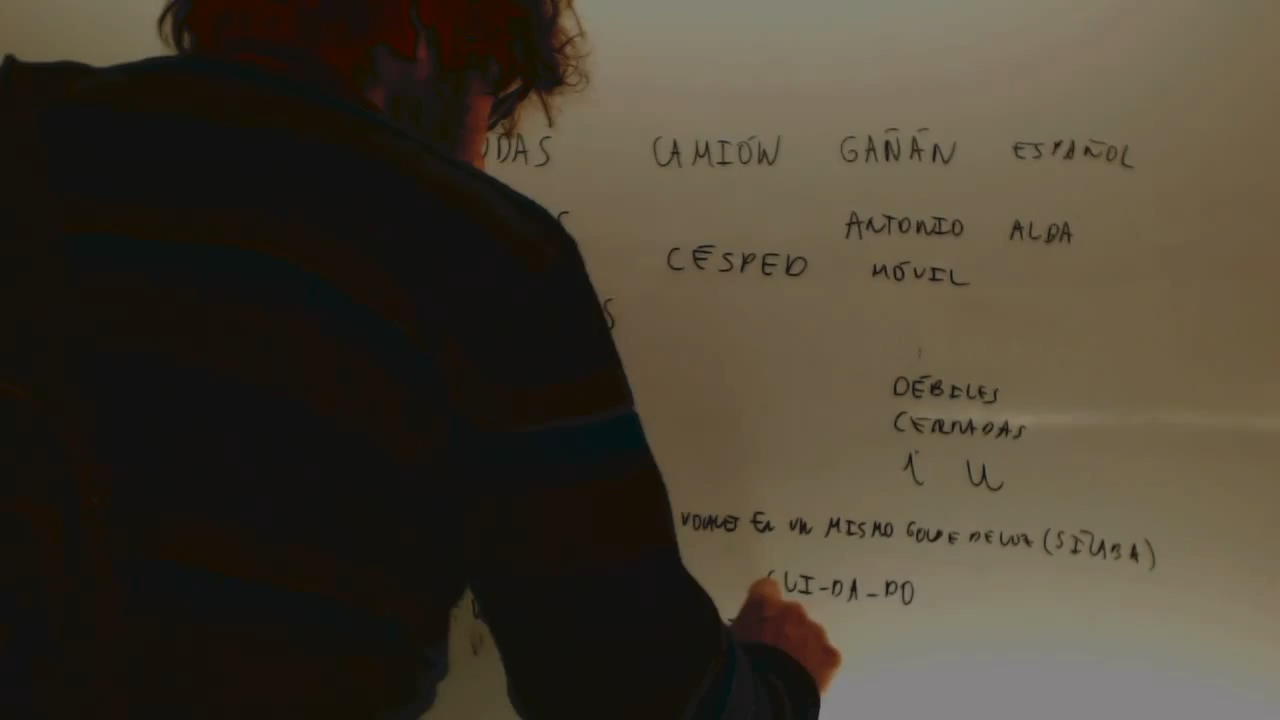 CAMIÓN GAÑÁN ESPAÑOL
ANTONIO ALDA
CÉSPED MÓVIL
DÉBILES
CERRADAS
i u
VOCALES EN UN MISMO GOLPE DE VOZ (SÍLABA)
CUI-DA-DO